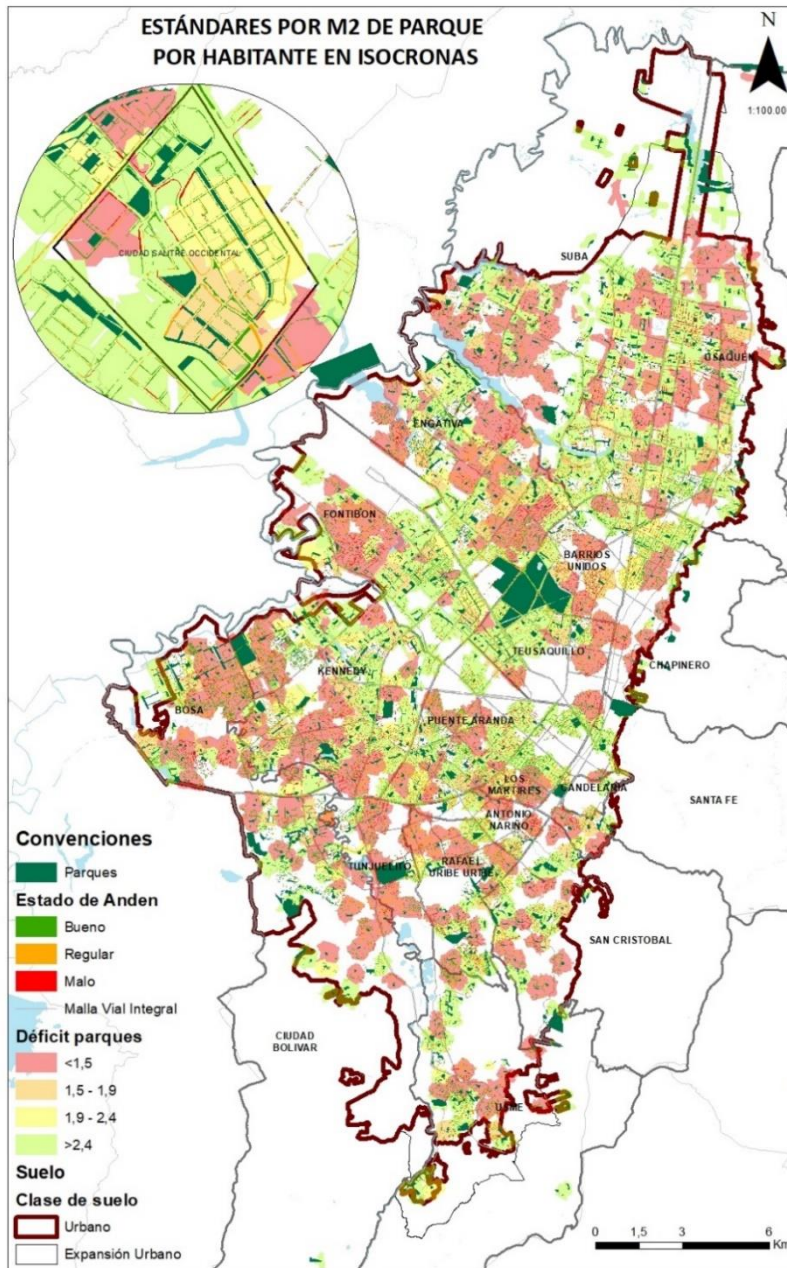 ESTÁNDARES POR M2 DE PARQUE
POR HABITANTE EN ISOCRONAS
N
1:100.00
CIUDAD SALITRE OCCIDENTAL
SUBA
USAQUÉN
ENGATIVA
FONTIBON
BARRIOS
UNIDOS
TEUSAQUILLO
CHAPINERO
KENNEDY
BOSA
PUENTE ARANDA
LOS
MARTIRES
CANDELARIA
SANTA FE
ANTONIO
NARIÑO
TUNJUELITO
RAFAEL
URIBE URIBE
SAN CRISTOBAL
CIUDAD
BOLIVAR
USME
Convenciones
Parques
Estado de Anden
Bueno
Regular
Malo
Malla Vial Integral
Déficit parques
<1,5
1,5 - 1,9
1,9 - 2,4
>2,4
Suelo
Clase de suelo
Urbano
Expansión Urbano
0 1,5 3 6
Km